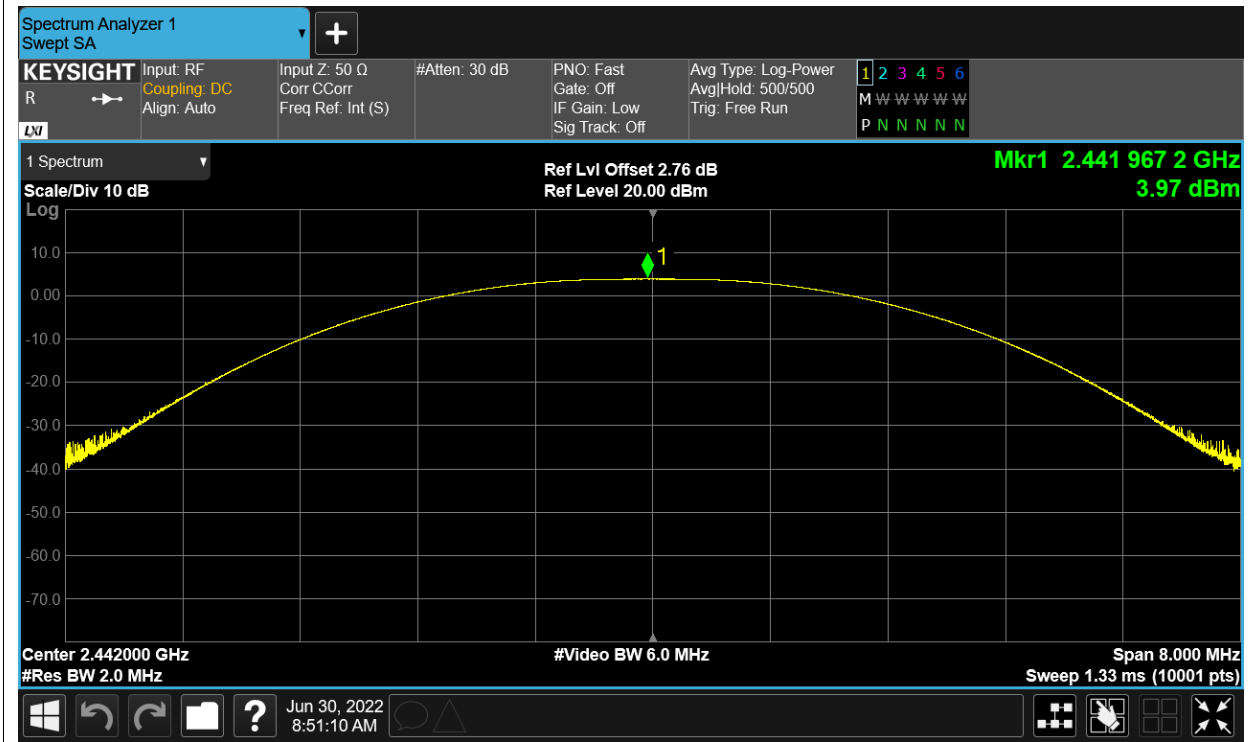 Spectrum Analyzer 1
Swept SA
KEYSIGHT
R
LXI
Input: RF
Coupling: DC
Align: Auto
Input Z: 50 Ω
Corr CCorr
Freq Ref: Int (S)
#Atten: 30 dB
PNO: Fast
Gate: Off
IF Gain: Low
Sig Track: Off
Avg Type: Log-Power
Avg|Hold: 500/500
Trig: Free Run
1 2 3 4 5 6
M W W W W W
P N N N N N
1 Spectrum
Scale/Div 10 dB
Ref Lvl Offset 2.76 dB
Ref Level 20.00 dBm
Mkr1 2.441 967 2 GHz
3.97 dBm
Log
10.0
0.00
-10.0
-20.0
-30.0
-40.0
-50.0
-60.0
-70.0
1
Center 2.442000 GHz
#Res BW 2.0 MHz
#Video BW 6.0 MHz
Span 8.000 MHz
Sweep 1.33 ms (10001 pts)
?
Jun 30, 2022
8:51:10 AM